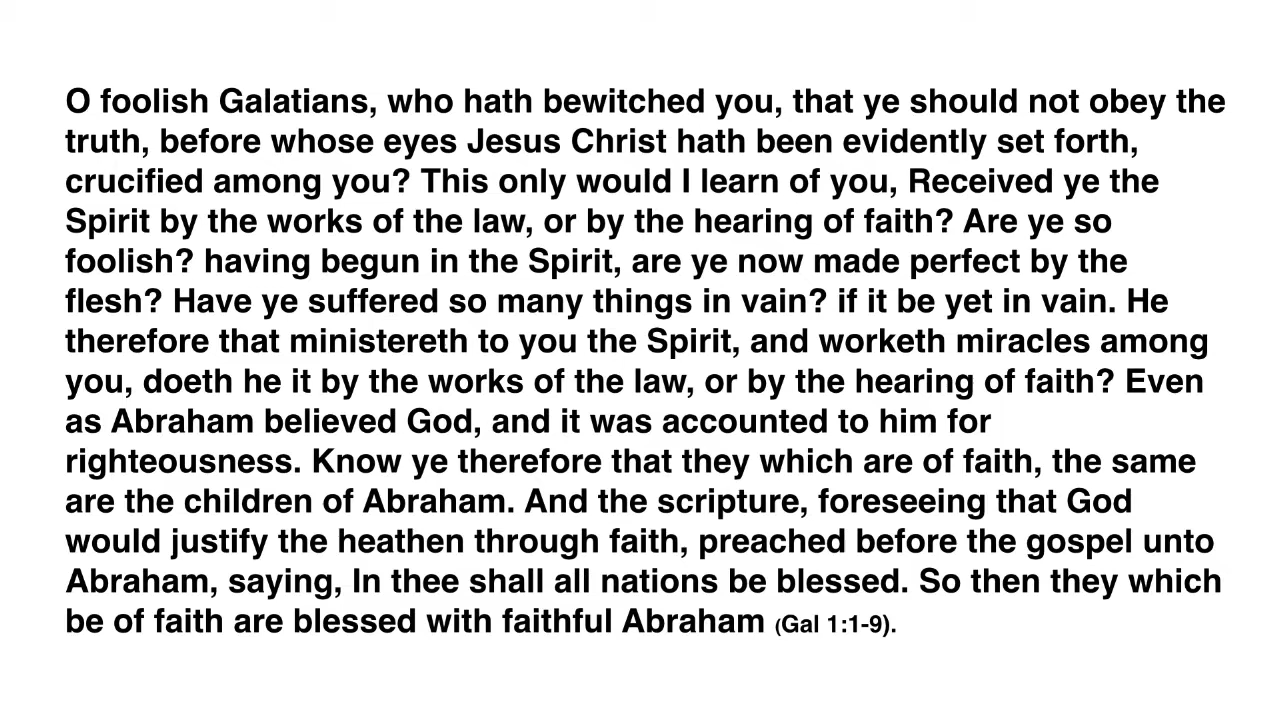 O foolish Galatians, who hath bewitched you, that ye should not obey the
truth, before whose eyes Jesus Christ hath been evidently set forth,
crucified among you? This only would I learn of you, Received ye the
Spirit by the works of the law, or by the hearing of faith? Are ye so
foolish? having begun in the Spirit, are ye now made perfect by the
flesh? Have ye suffered so many things in vain? if it be yet in vain. He
therefore that ministereth to you the Spirit, and worketh miracles among
you, doeth he it by the works of the law, or by the hearing of faith? Even
as Abraham believed God, and it was accounted to him for
righteousness. Know ye therefore that they which are of faith, the same
are the children of Abraham. And the scripture, foreseeing that God
would justify the heathen through faith, preached before the gospel unto
Abraham, saying, In thee shall all nations be blessed. So then they which
be of faith are blessed with faithful Abraham (Gal 1:1-9).